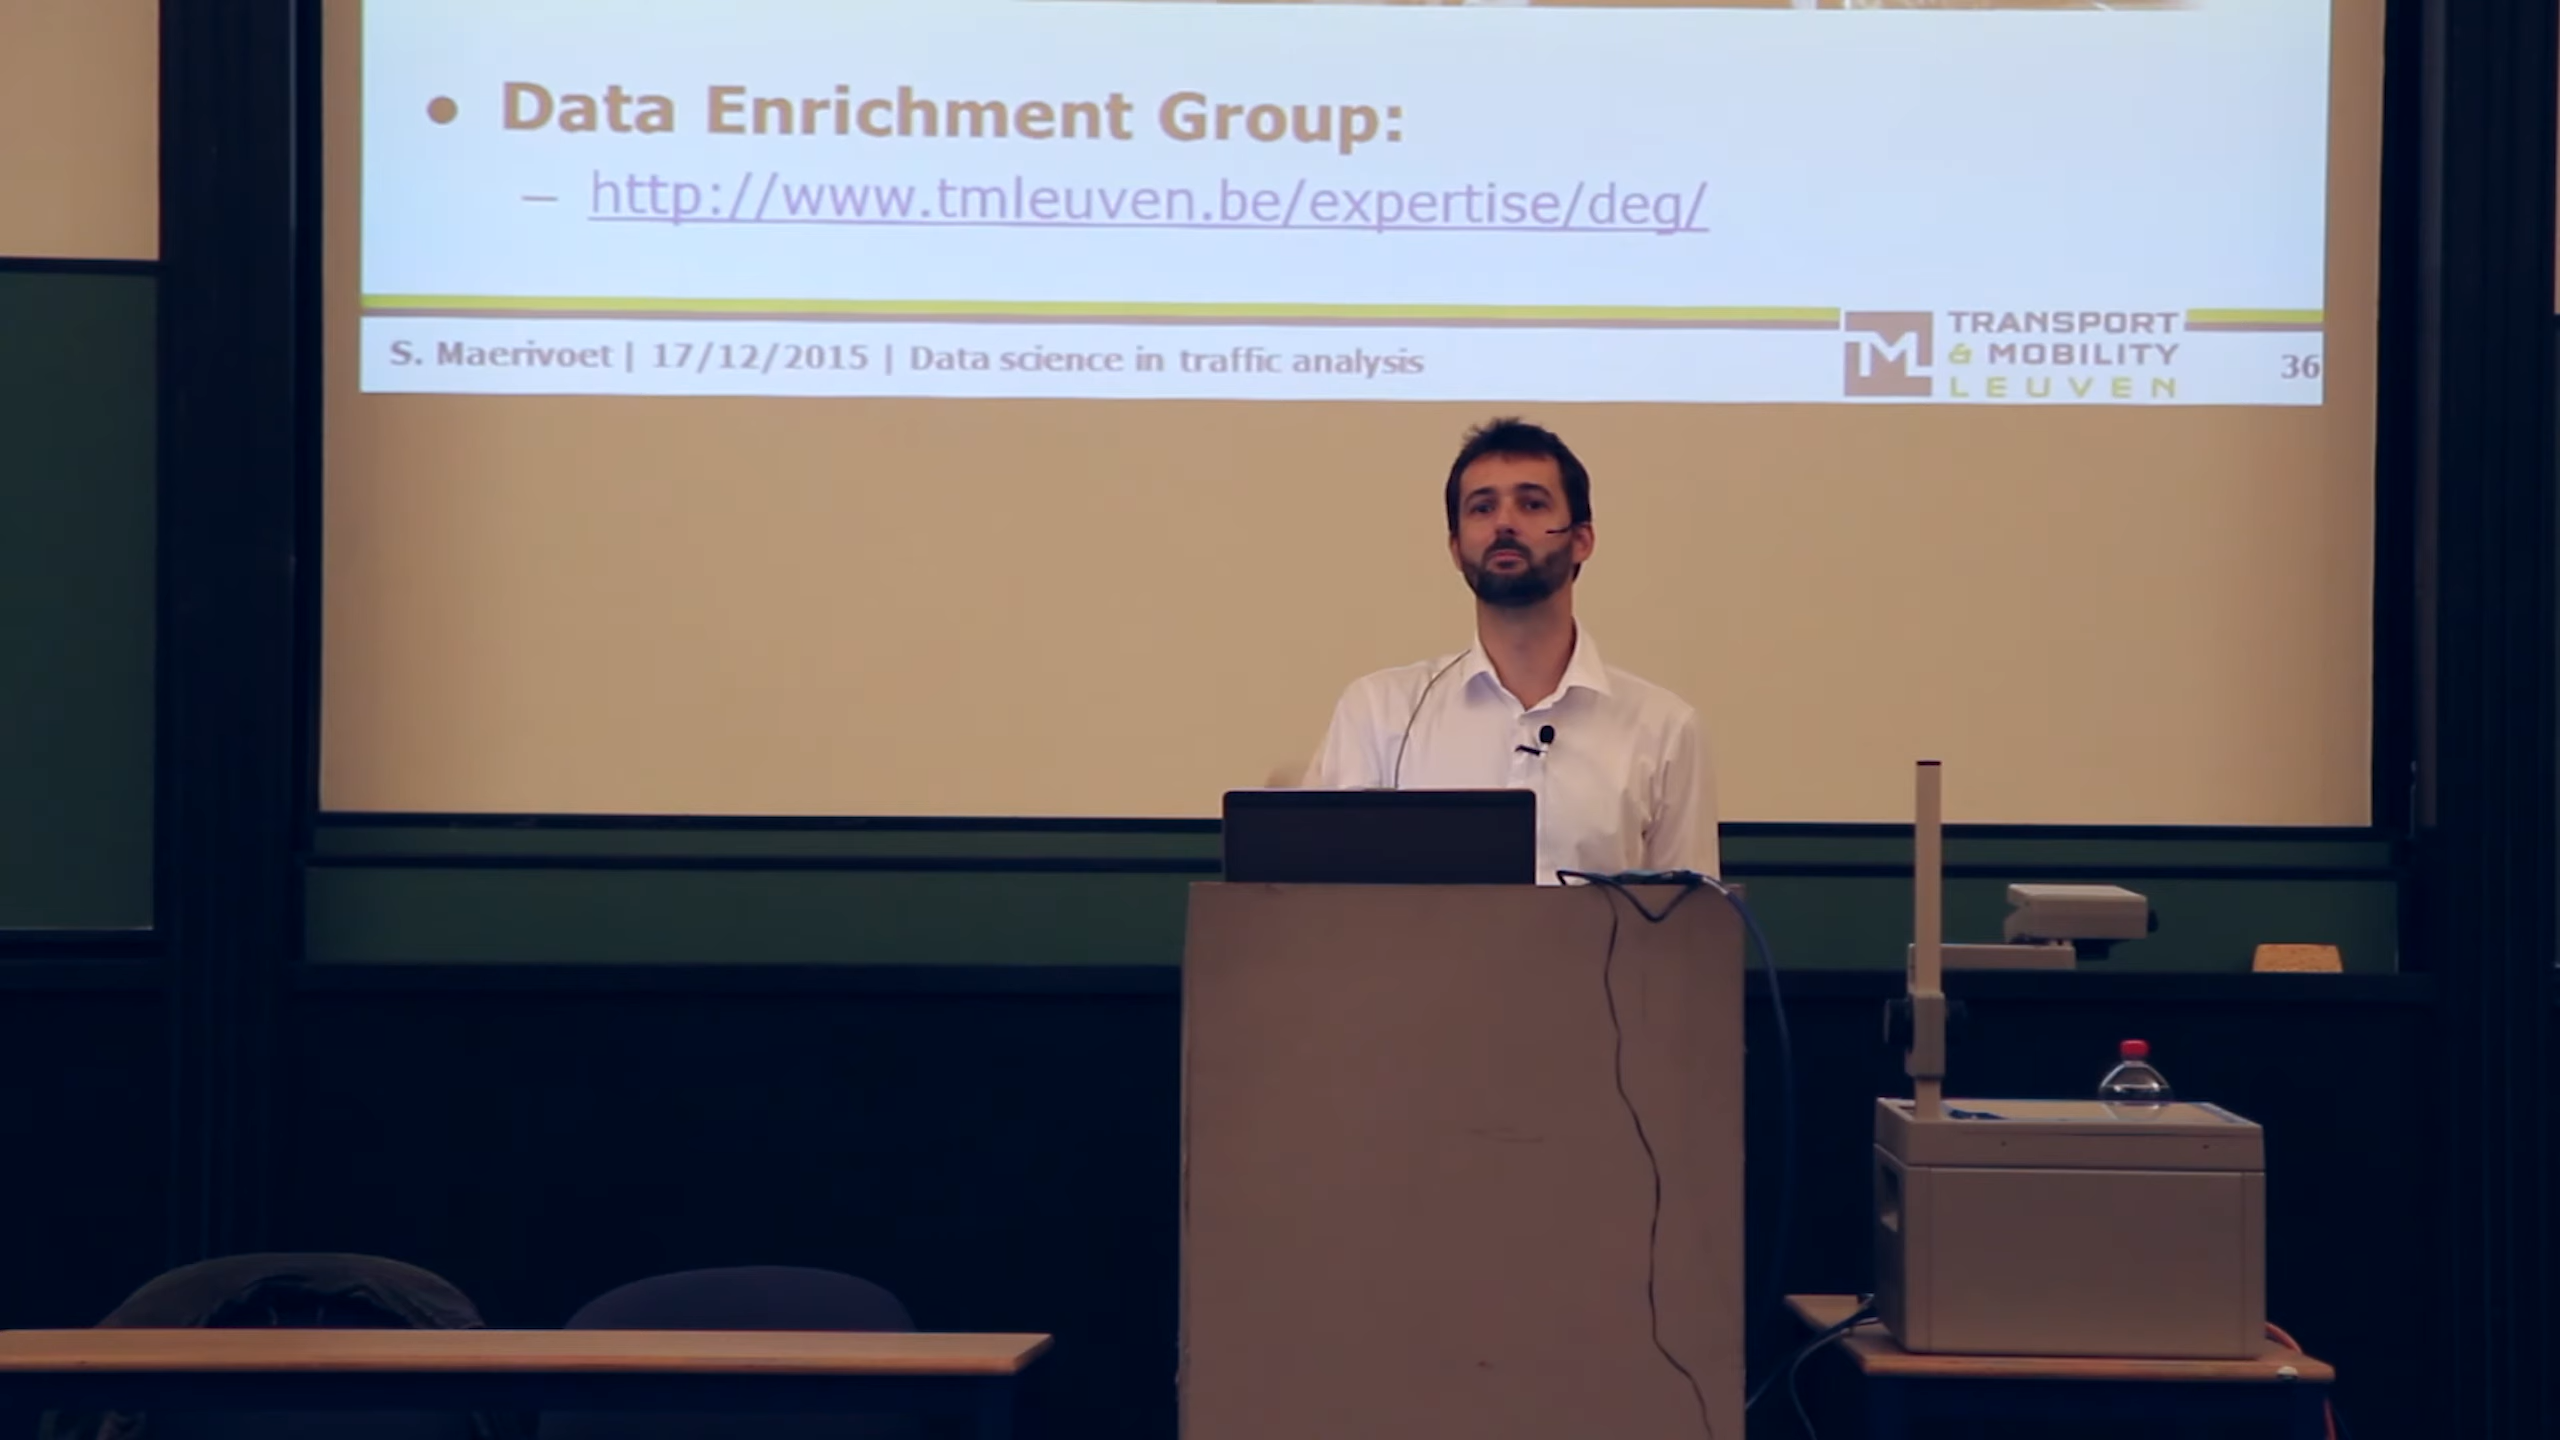 • Data Enrichment Group:
– http://www.tmleuven.be/expertise/deg/
S. Maerivoet | 17/12/2015 | Data science in traffic analysis
TM
TRANSPORT
& MOBILITY
LEUVEN
36